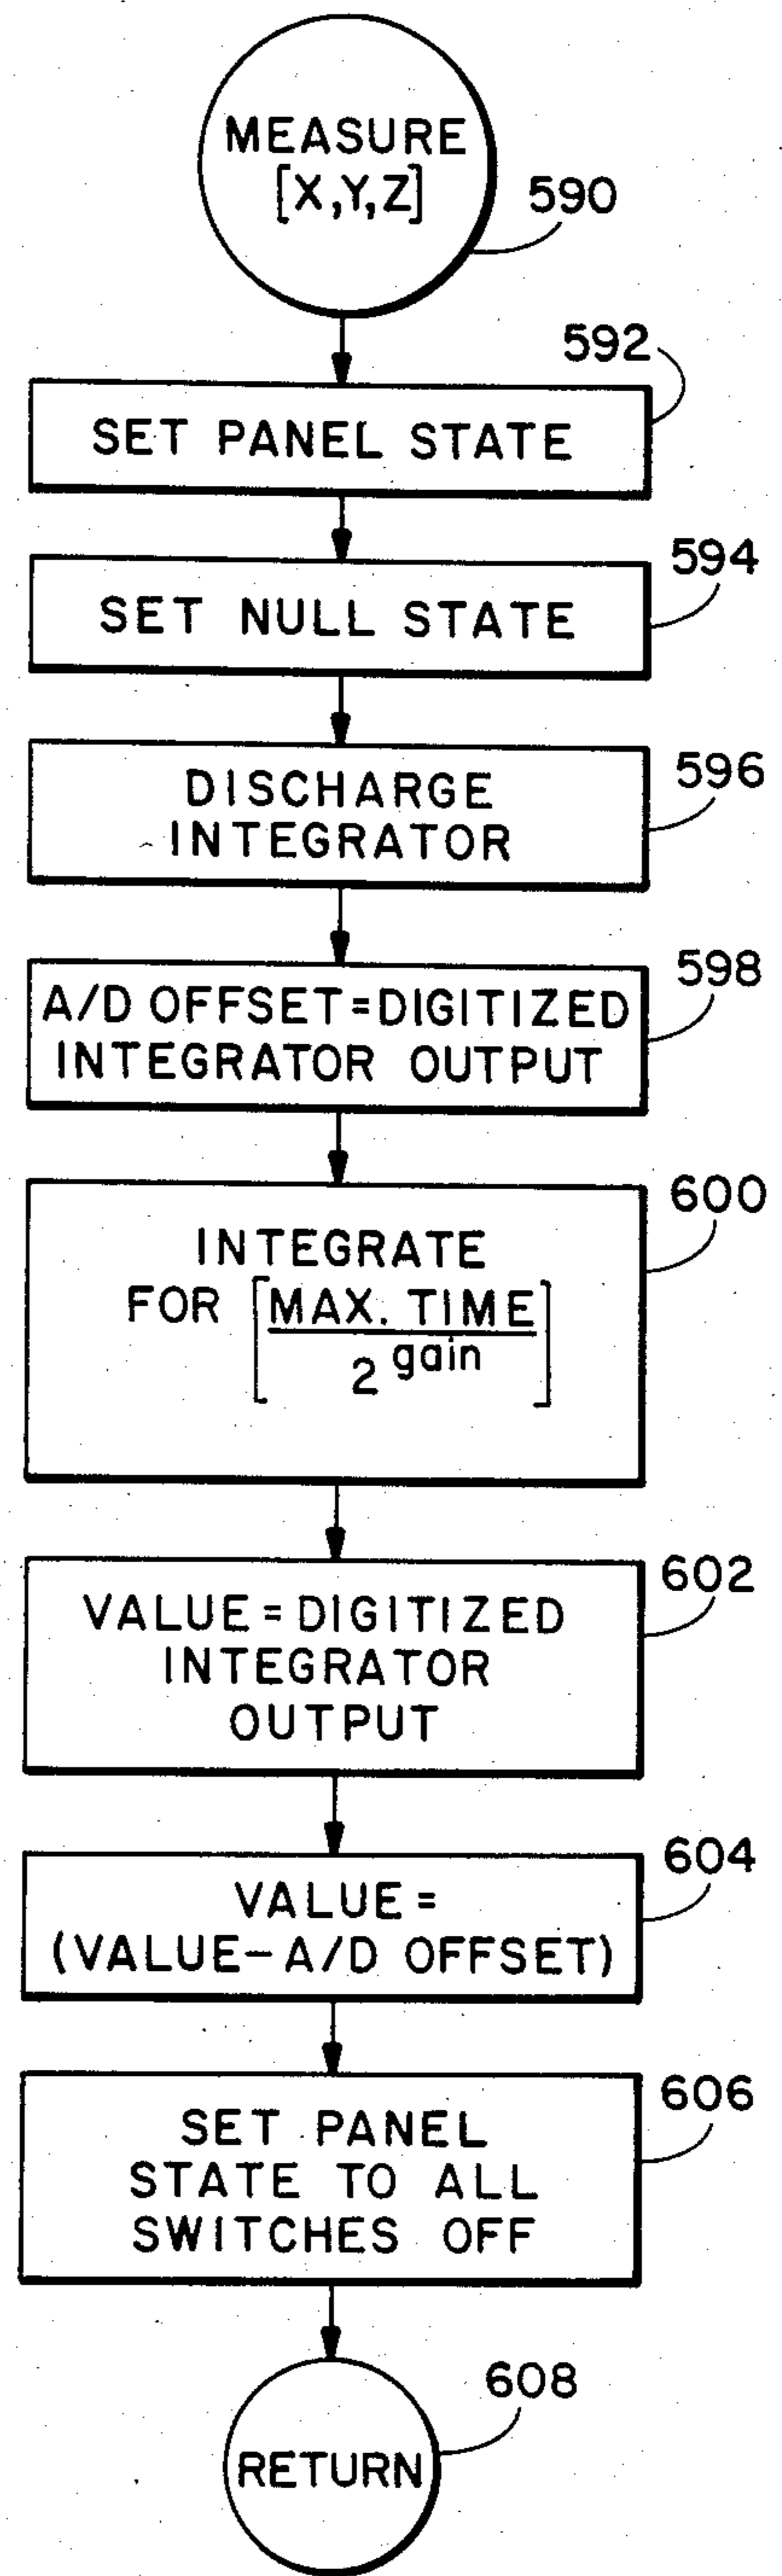 MEASURE
[X,Y,Z]
590
592
SET PANEL STATE
594
SET NULL STATE
596
DISCHARGE
INTEGRATOR
598
A/D OFFSET=DIGITIZED
INTEGRATOR OUTPUT
600
INTEGRATE
FOR [MAX. TIME
2 gain]
602
VALUE=DIGITIZED
INTEGRATOR
OUTPUT
604
VALUE=
(VALUE-A/D OFFSET)
606
SET PANEL
STATE TO ALL
SWITCHES OFF
608
RETURN